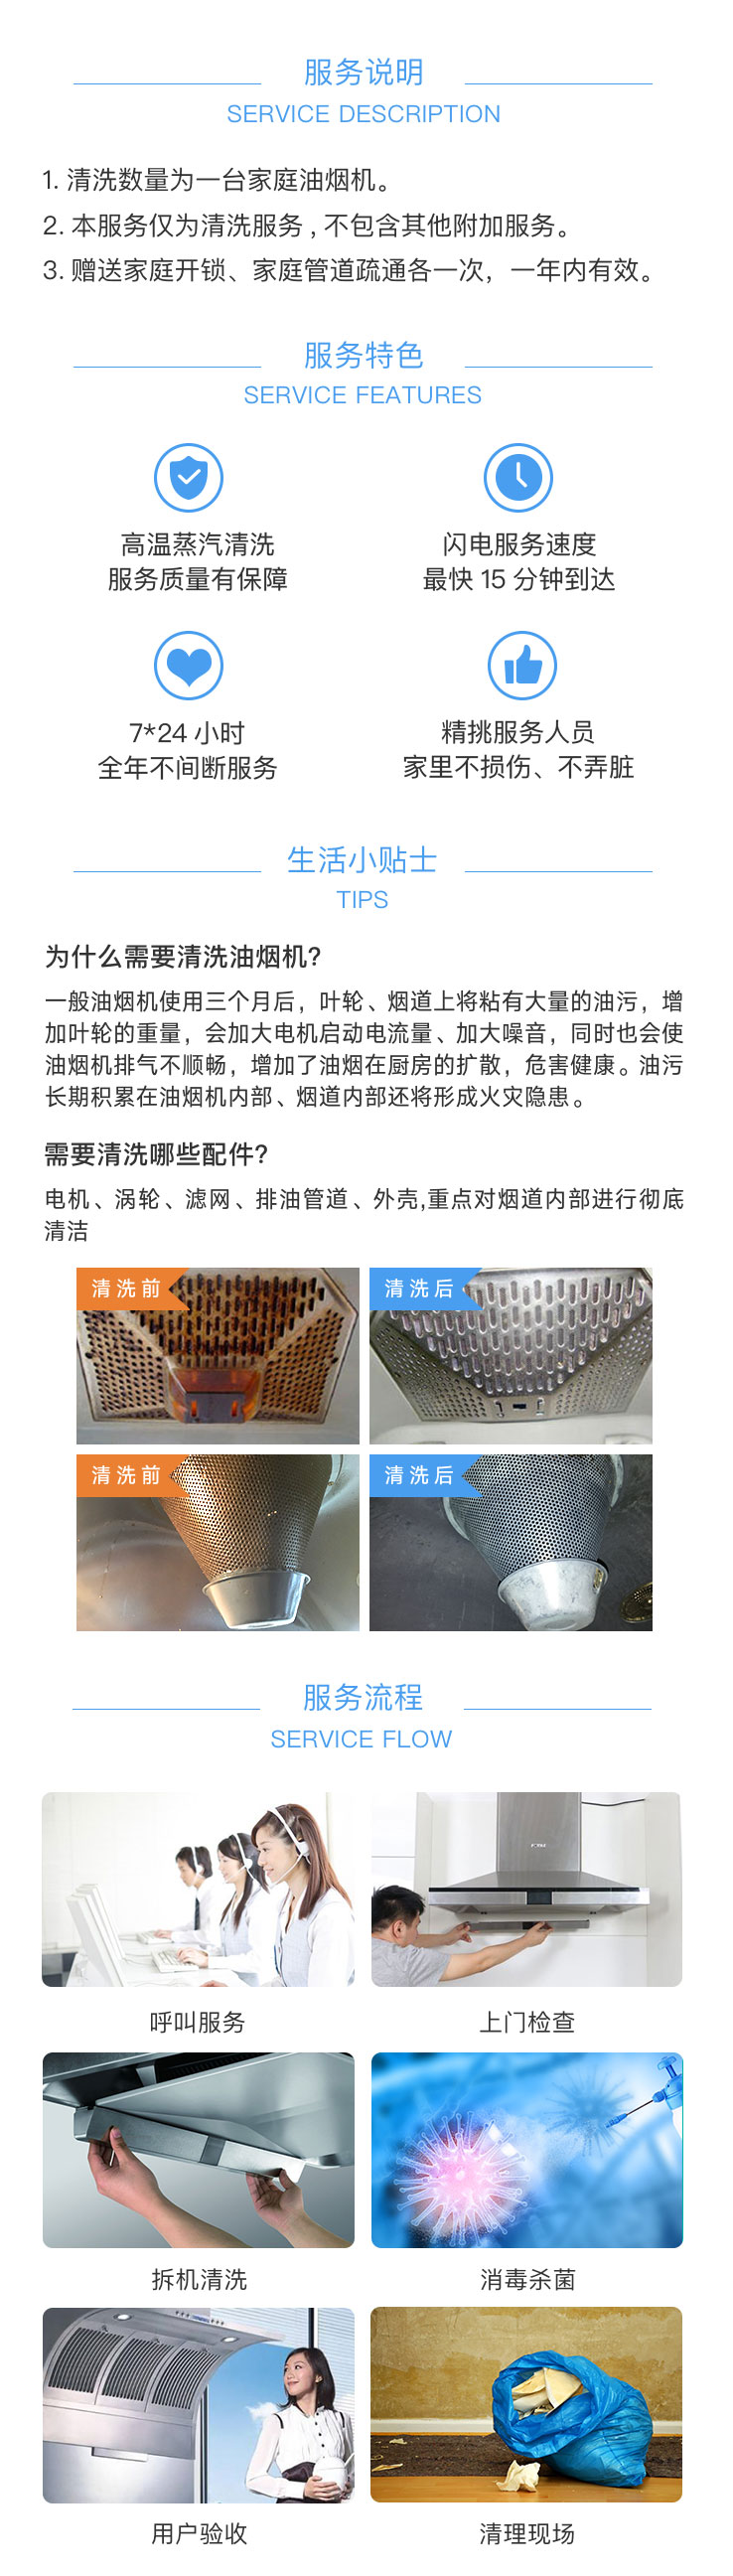 服务说明
SERVICE DESCRIPTION
1. 清洗数量为一台家庭油烟机。
2. 本服务仅为清洗服务 , 不包含其他附加服务。
3. 赠送家庭开锁、家庭管道疏通各一次，一年内有效。
服务特色
SERVICE FEATURES
高温蒸汽清洗
服务质量有保障
闪电服务速度
最快 15 分钟到达
7*24 小时
全年不间断服务
精挑服务人员
家里不损伤、不弄脏
生活小贴士
TIPS
为什么需要清洗油烟机?
一般油烟机使用三个月后，叶轮、烟道上将粘有大量的油污，增
加叶轮的重量，会加大电机启动电流量、加大噪音，同时也会使
油烟机排气不顺畅，增加了油烟在厨房的扩散，危害健康。油污
长期积累在油烟机内部、烟道内部还将形成火灾隐患。
需要清洗哪些配件?
电机、涡轮、滤网、排油管道、外壳,重点对烟道内部进行彻底
清洁
清洗前
清洗后
清洗前
清洗后
服务流程
SERVICE FLOW
呼叫服务
上门检查
拆机清洗
消毒杀菌
用户验收
清理现场